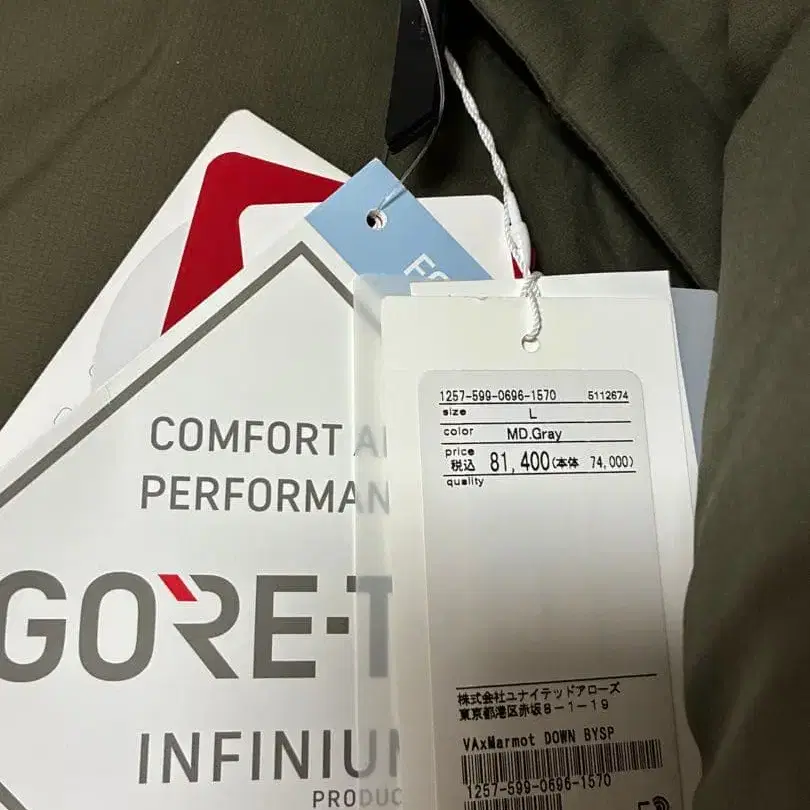 COMFORT A
PERFORMAN
GORE-T
INFINIU
PRODUC
1257-599-0696-1570 5112674
size L
color MD.Gray
price
税込 81,400(本体 74,000)
quality
株式会社ユナイテッドアローズ
東京都港区赤坂8-1-19
VAxMarmot DOWN BYSP
1257-599-0696-1570